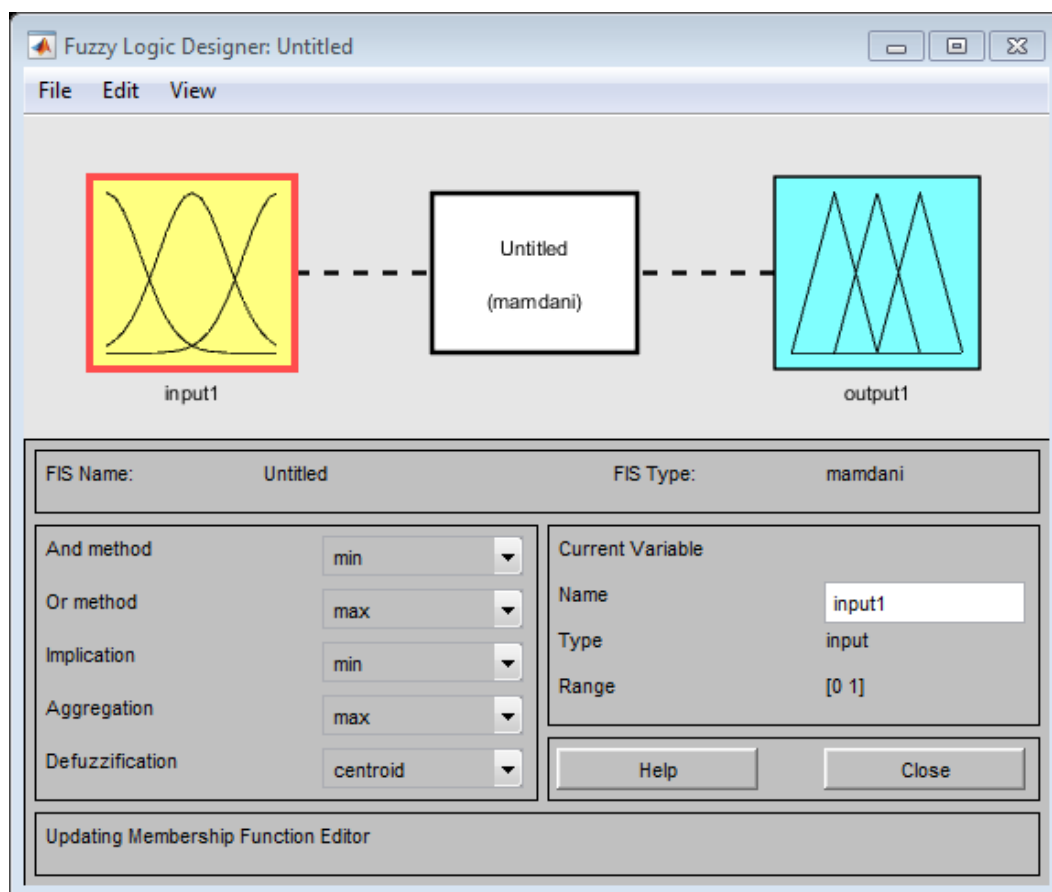 Fuzzy Logic Designer: Untitled
File Edit View
Untitled
(mamdani)
input1
output1
FIS Name: Untitled FIS Type: mamdani
And method min
Or method max
Implication min
Aggregation max
Defuzzification centroid
Current Variable
Name input1
Type input
Range [0 1]
Help Close
Updating Membership Function Editor